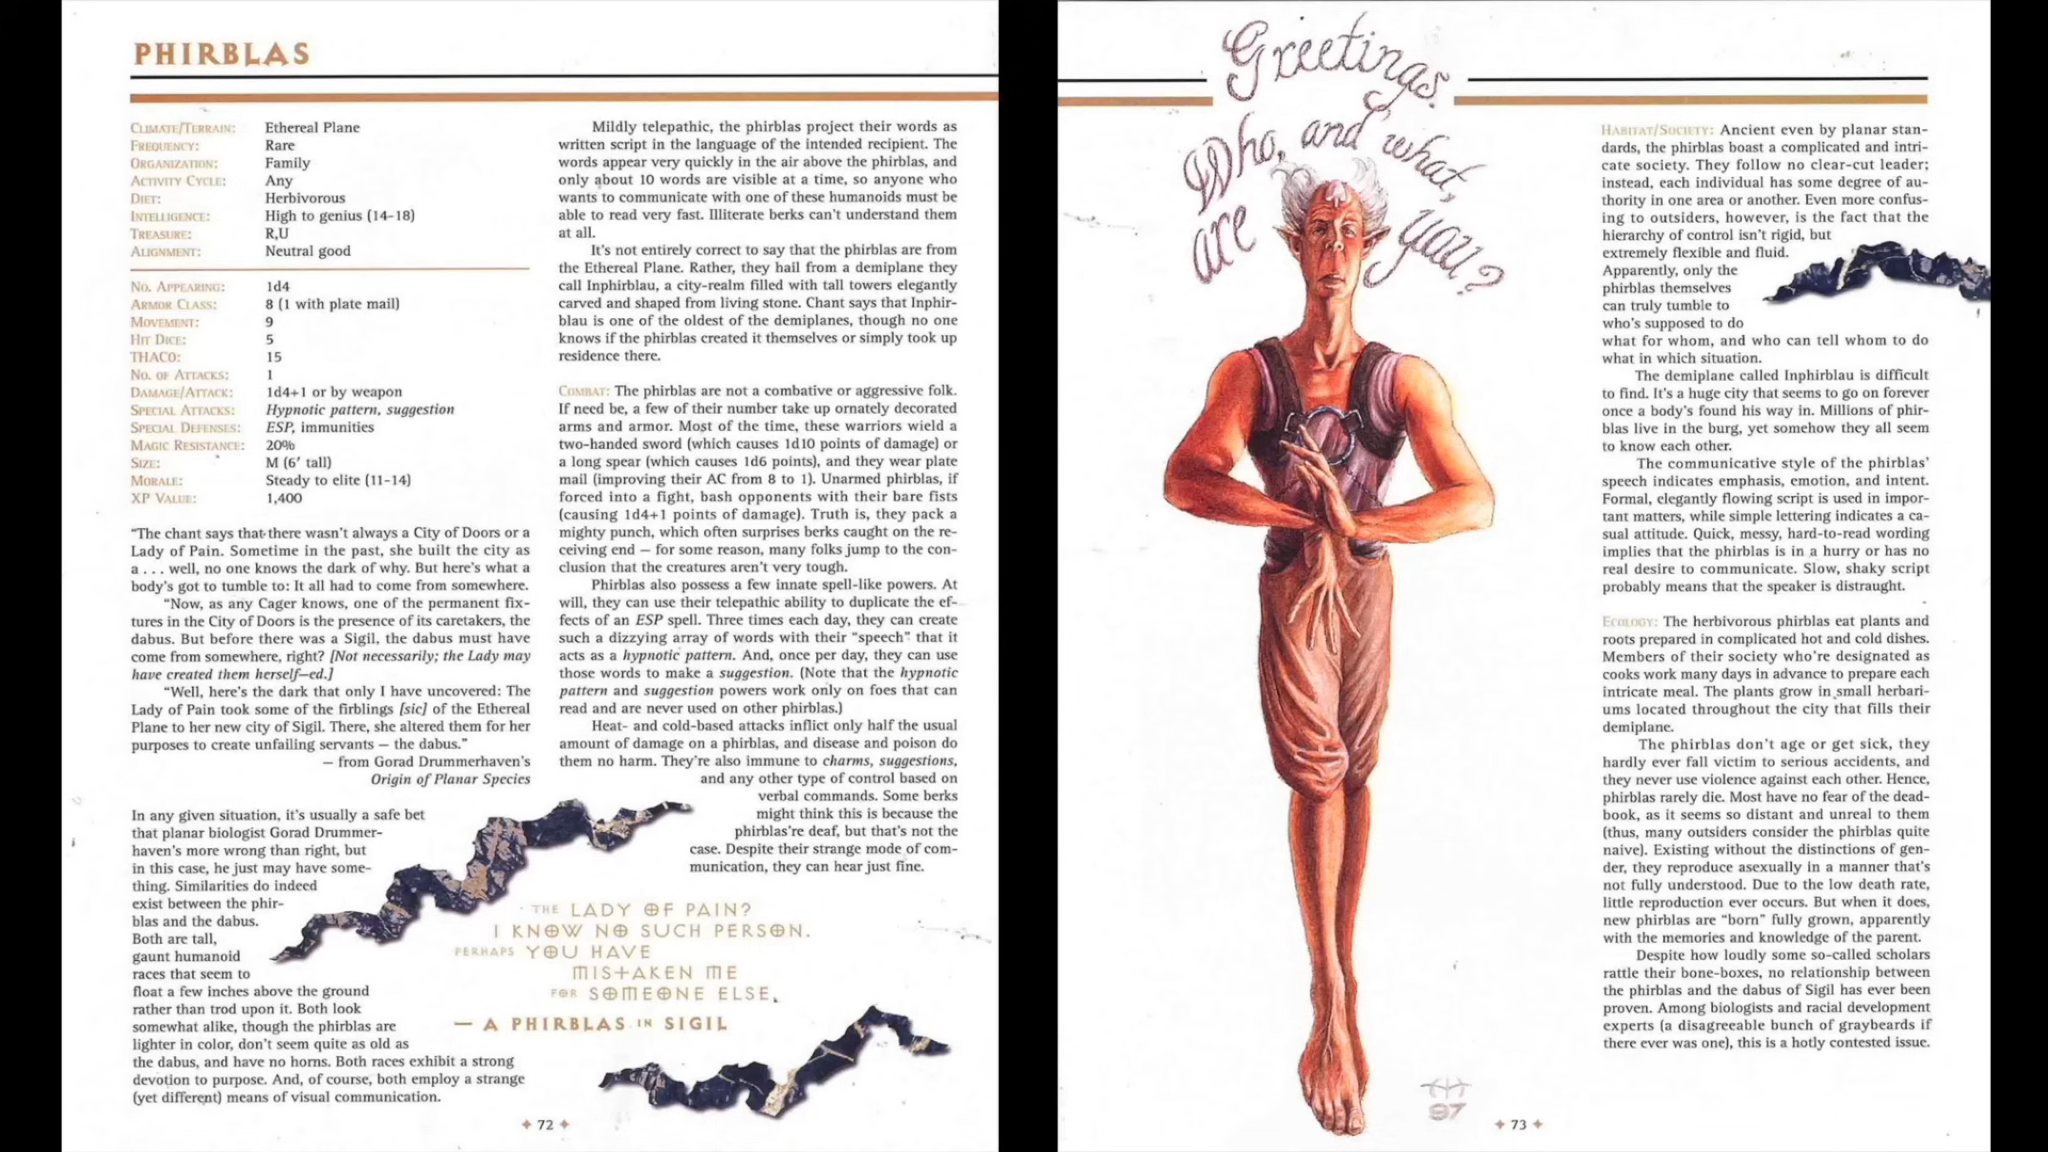 PHIRBLAS
CLIMATE/TERRAIN: Ethereal Plane
FREQUENCY: Rare
ORGANIZATION: Family
ACTIVITY CYCLE: Any
DIET: Herbivorous
INTELLIGENCE: High to genius (14-18)
TREASURE: R,U
ALIGNMENT: Neutral good
NO. APPEARING: 1d4
ARMOR CLASS: 8 (1 with plate mail)
MOVEMENT: 9
HIT DICE: 5
THAC0: 15
NO. OF ATTACKS: 1
DAMAGE/ATTACK: 1d4+1 or by weapon
SPECIAL ATTACKS: Hypnotic pattern, suggestion
SPECIAL DEFENSES: ESP, immunities
MAGIC RESISTANCE: 20%
SIZE: M (6' tall)
MORALE: Steady to elite (11-14)
XP VALUE: 1,400
"The chant says that there wasn't always a City of Doors or a
Lady of Pain. Sometime in the past, she built the city as
a . . . well, no one knows the dark of why. But here's what a
body's got to tumble to: It all had to come from somewhere.
"Now, as any Cager knows, one of the permanent fix-
tures in the City of Doors is the presence of its caretakers, the
dabus. But before there was a Sigil, the dabus must have
come from somewhere, right? [Not necessarily; the Lady may
have created them herself—ed.]
"Well, here's the dark that only I have uncovered: The
Lady of Pain took some of the firblings [sic] of the Ethereal
Plane to her new city of Sigil. There, she altered them for her
purposes to create unfailing servants — the dabus."
— from Gorad Drummerhaven's
Origin of Planar Species
In any given situation, it's usually a safe bet
that planar biologist Gorad Drummer-
haven's more wrong than right, but
in this case, he just may have some-
thing. Similarities do indeed
exist between the phir-
blas and the dabus.
Both are tall,
gaunt humanoid
races that seem to
float a few inches above the ground
rather than trod upon it. Both look
somewhat alike, though the phirblas are
lighter in color, don't seem quite as old as
the dabus, and have no horns. Both races exhibit a strong
devotion to purpose. And, of course, both employ a strange
(yet different) means of visual communication.
Mildly telepathic, the phirblas project their words as
written script in the language of the intended recipient. The
words appear very quickly in the air above the phirblas, and
only about 10 words are visible at a time, so anyone who
wants to communicate with one of these humanoids must be
able to read very fast. Illiterate berks can't understand them
at all.
It's not entirely correct to say that the phirblas are from
the Ethereal Plane. Rather, they hail from a demiplane they
call Inphirblau, a city-realm filled with tall towers elegantly
carved and shaped from living stone. Chant says that Inphir-
blau is one of the oldest of the demiplanes, though no one
knows if the phirblas created it themselves or simply took up
residence there.
COMBAT: The phirblas are not a combative or aggressive folk.
If need be, a few of their number take up ornately decorated
arms and armor. Most of the time, these warriors wield a
two-handed sword (which causes 1d10 points of damage) or
a long spear (which causes 1d6 points), and they wear plate
mail (improving their AC from 8 to 1). Unarmed phirblas, if
forced into a fight, bash opponents with their bare fists
(causing 1d4+1 points of damage). Truth is, they pack a
mighty punch, which often surprises berks caught on the re-
ceiving end — for some reason, many folks jump to the con-
clusion that the creatures aren't very tough.
Phirblas also possess a few innate spell-like powers. At
will, they can use their telepathic ability to duplicate the ef-
fects of an ESP spell. Three times each day, they can create
such a dizzying array of words with their "speech" that it
acts as a hypnotic pattern. And, once per day, they can use
those words to make a suggestion. (Note that the hypnotic
pattern and suggestion powers work only on foes that can
read and are never used on other phirblas.)
Heat- and cold-based attacks inflict only half the usual
amount of damage on a phirblas, and disease and poison do
them no harm. They're also immune to charms, suggestions,
and any other type of control based on
verbal commands. Some berks
might think this is because the
phirblas're deaf, but that's not the
case. Despite their strange mode of com-
munication, they can hear just fine.
THE LADY OF PAIN?
I KNOW NO SUCH PERSON.
PERHAPS YOU HAVE
MISTAKEN ME
FOR SOMEONE ELSE.
— A PHIRBLAS IN SIGIL
72
Greetings.
Who, and what,
are you?
97
HABITAT/SOCIETY: Ancient even by planar stan-
dards, the phirblas boast a complicated and intri-
cate society. They follow no clear-cut leader;
instead, each individual has some degree of au-
thority in one area or another. Even more confus-
ing to outsiders, however, is the fact that the
hierarchy of control isn't rigid, but
extremely flexible and fluid.
Apparently, only the
phirblas themselves
can truly tumble to
who's supposed to do
what for whom, and who can tell whom to do
what in which situation.
The demiplane called Inphirblau is difficult
to find. It's a huge city that seems to go on forever
once a body's found his way in. Millions of phir-
blas live in the burg, yet somehow they all seem
to know each other.
The communicative style of the phirblas'
speech indicates emphasis, emotion, and intent.
Formal, elegantly flowing script is used in impor-
tant matters, while simple lettering indicates a ca-
sual attitude. Quick, messy, hard-to-read wording
implies that the phirblas is in a hurry or has no
real desire to communicate. Slow, shaky script
probably means that the speaker is distraught.
ECOLOGY: The herbivorous phirblas eat plants and
roots prepared in complicated hot and cold dishes.
Members of their society who're designated as
cooks work many days in advance to prepare each
intricate meal. The plants grow in small herbari-
ums located throughout the city that fills their
demiplane.
The phirblas don't age or get sick, they
hardly ever fall victim to serious accidents, and
they never use violence against each other. Hence,
phirblas rarely die. Most have no fear of the dead-
book, as it seems so distant and unreal to them
(thus, many outsiders consider the phirblas quite
naive). Existing without the distinctions of gen-
der, they reproduce asexually in a manner that's
not fully understood. Due to the low death rate,
little reproduction ever occurs. But when it does,
new phirblas are "born" fully grown, apparently
with the memories and knowledge of the parent.
Despite how loudly some so-called scholars
rattle their bone-boxes, no relationship between
the phirblas and the dabus of Sigil has ever been
proven. Among biologists and racial development
experts (a disagreeable bunch of graybeards if
there ever was one), this is a hotly contested issue.
73